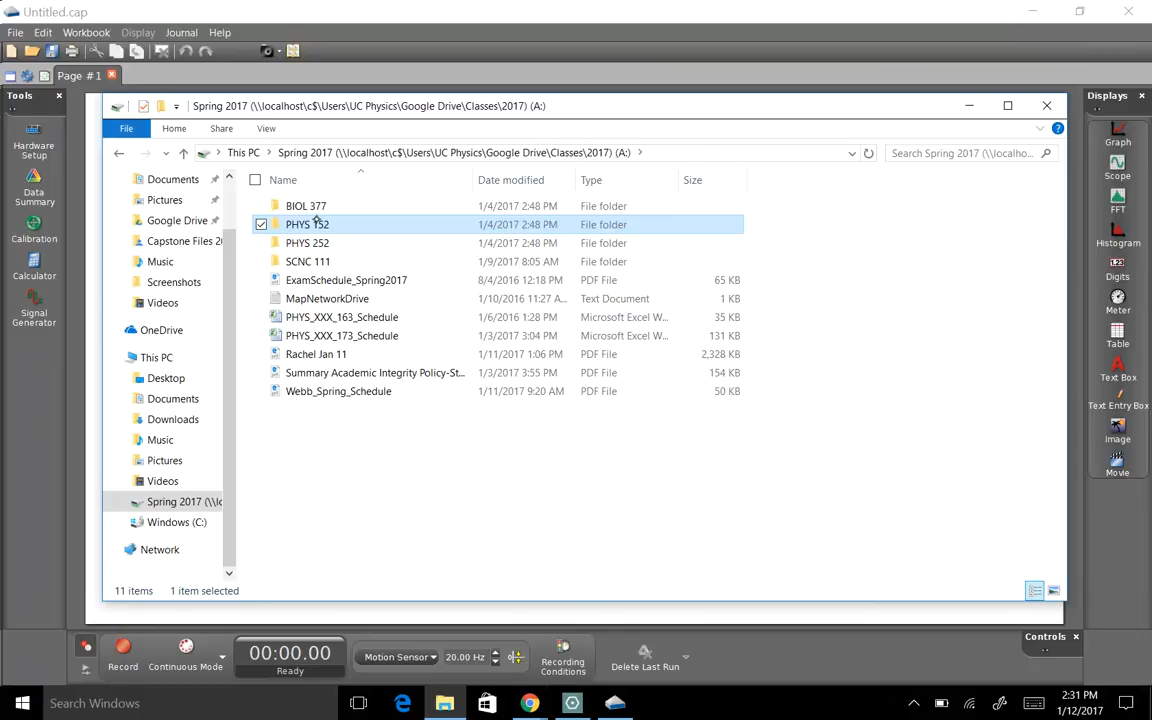 Untitled.cap
File Edit Workbook Display Journal Help
Page #1
Tools
Hardware
Setup
Data
Summary
Calibration
Calculator
Signal
Generator
Spring 2017 (\\localhost\c$\Users\UC Physics\Google Drive\Classes\2017) (A:)
File Home Share View
This PC > Spring 2017 (\\localhost\c$\Users\UC Physics\Google Drive\Classes\2017) (A:) >
Search Spring 2017 (\\localho...
Documents
Pictures
Google Drive
Capstone Files 2
Music
Screenshots
Videos
OneDrive
This PC
Desktop
Documents
Downloads
Music
Pictures
Videos
Spring 2017 (\\lo
Windows (C:)
Network
Name Date modified Type Size
BIOL 377 1/4/2017 2:48 PM File folder
PHYS 152 1/4/2017 2:48 PM File folder
PHYS 252 1/4/2017 2:48 PM File folder
SCNC 111 1/9/2017 8:05 AM File folder
ExamSchedule_Spring2017 8/4/2016 12:18 PM PDF File 65 KB
MapNetworkDrive 1/10/2016 11:27 A... Text Document 1 KB
PHYS_XXX_163_Schedule 1/6/2016 1:28 PM Microsoft Excel W... 35 KB
PHYS_XXX_173_Schedule 1/3/2017 3:04 PM Microsoft Excel W... 131 KB
Rachel Jan 11 1/11/2017 1:06 PM PDF File 2,328 KB
Summary Academic Integrity Policy-St... 1/3/2017 3:55 PM PDF File 154 KB
Webb_Spring_Schedule 1/11/2017 9:20 AM PDF File 50 KB
11 items 1 item selected
Displays
Graph
Scope
FFT
Histogram
1.23
Digits
Meter
Table
Text Box
Text Entry Box
Image
Movie
Record
Continuous Mode
00:00.00
Ready
Motion Sensor
20.00 Hz
Recording
Conditions
Delete Last Run
Controls
Search Windows
2:31 PM
1/12/2017